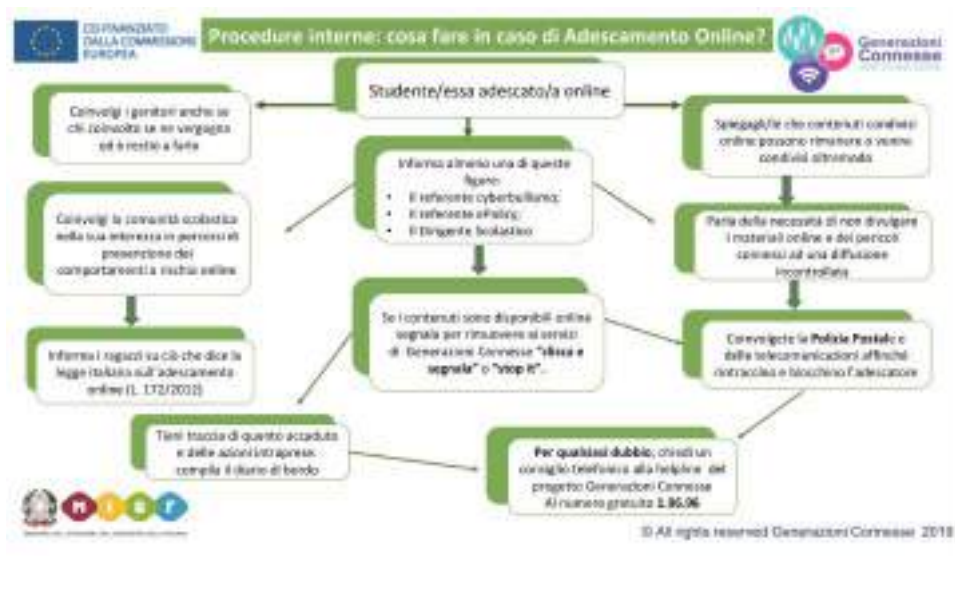 CO-FINANZIATO
DALLA COMMISSIONE
EUROPEA
Procedure interne: cosa fare in caso di Adescamento Online?
Generazioni
Connesse
Studente/essa adescato/a online
Coinvolgi i genitori anche se
chi coinvolto se ne vergogna
od è restio a farlo
Spiegagli/le che contenuti condivisi
online possono rimanere o venire
condivisi oltremodo
Informa almeno una di queste
figure:
• Il referente cyberbullismo;
• Il referente ePolicy;
• Il Dirigente Scolastico
Coinvolgi la comunità scolastica
nella sua interezza in percorsi di
prevenzione dei
comportamenti a rischio online
Parla della necessità di non divulgare
i materiali online e dei pericoli
connessi ad una diffusione
incontrollata
Se i contenuti sono disponibili online
segnala per rimuovere ai servizi
di Generazioni Connesse "clicca e
segnala" o "stop it".
Coinvolgete la Polizia Postale e
delle telecomunicazioni affinché
rintraccino e blocchino l'adescatore
Informa i ragazzi su ciò che dice la
legge italiana sull'adescamento
online (L. 172/2012)
Tieni traccia di quanto accaduto
e delle azioni intraprese:
compila il diario di bordo
Per qualsiasi dubbio, chiedi un
consiglio telefonico alla helpline del
progetto Generazioni Connesse
Al numero gratuito 1.96.96
M I U R
© All rights reserved Generazioni Connesse